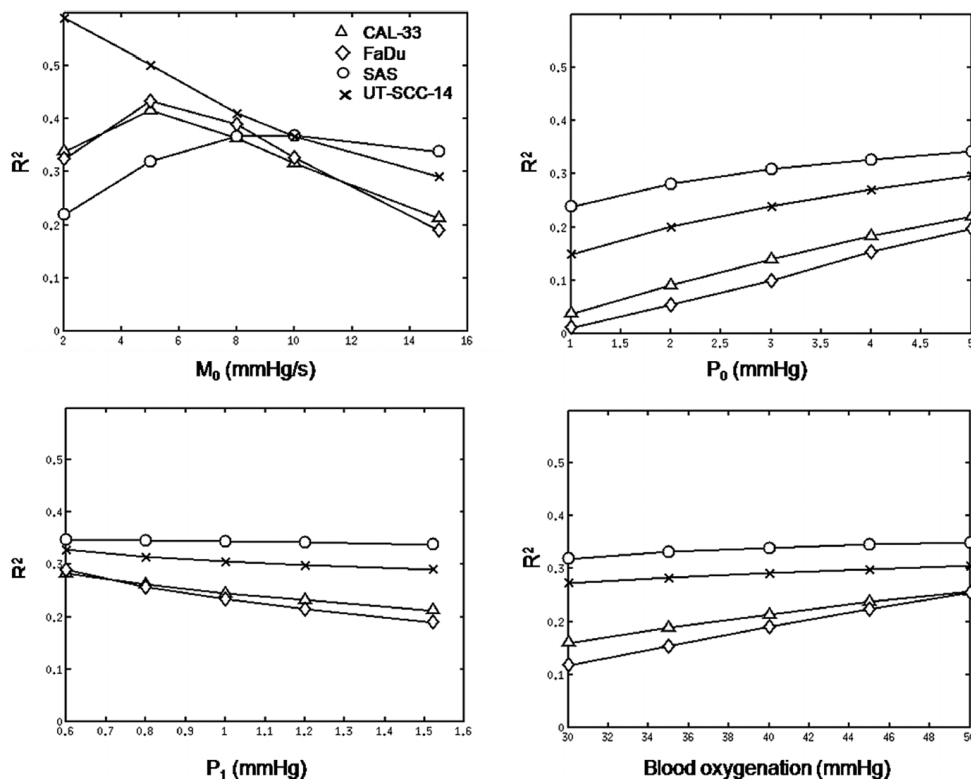 CAL-33
FaDu
SAS
UT-SCC-14
R²
0.5
0.4
0.3
0.2
0.1
0
2 4 6 8 10 12 14 16
M₀ (mmHg/s)
R²
0.5
0.4
0.3
0.2
0.1
0
1 1.5 2 2.5 3 3.5 4 4.5 5
P₀ (mmHg)
R²
0.5
0.4
0.3
0.2
0.1
0
0.6 0.7 0.8 0.9 1.0 1.1 1.2 1.3 1.4 1.5 1.6
P₁ (mmHg)
R²
0.5
0.4
0.3
0.2
0.1
0
30 32 34 36 38 40 42 44 46 48 50
Blood oxygenation (mmHg)